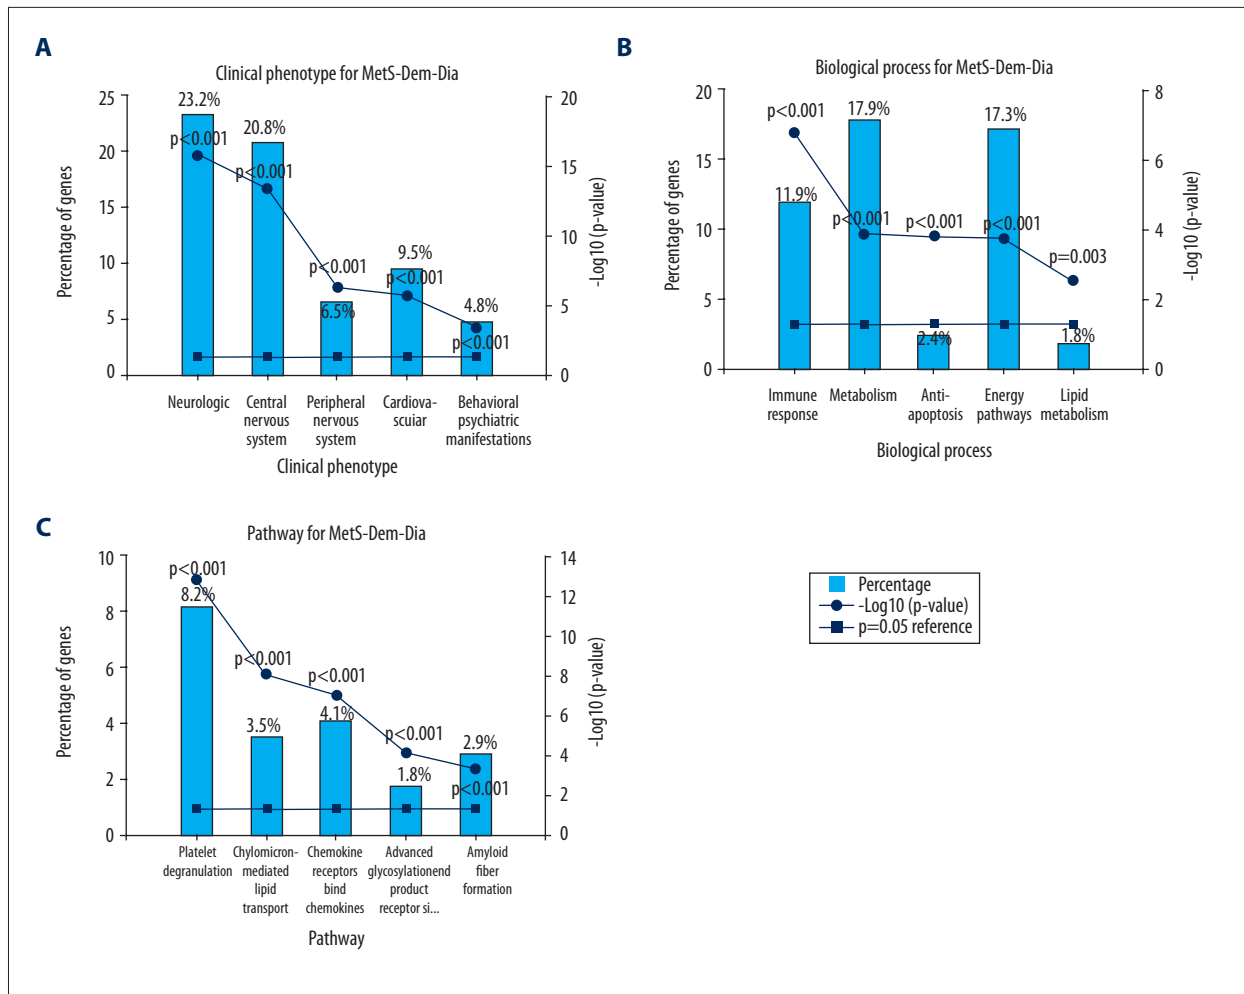 A
Clinical phenotype for MetS-Dem-Dia
Percentage of genes
25
20
15
10
5
0
23.2%
20.8%
6.5%
9.5%
4.8%
p<0.001
p<0.001
p<0.001
p<0.001
p<0.001
20
15
10
5
0
-Log10 (p-value)
Neurologic
Central
nervous
system
Peripheral
nervous
system
Cardiova-
scuiar
Behavioral
psychiatric
manifestations
Clinical phenotype
B
Biological process for MetS-Dem-Dia
Percentage of genes
20
15
10
5
0
11.9%
17.9%
2.4%
17.3%
1.8%
p<0.001
p<0.001
p<0.001
p<0.001
p=0.003
8
6
4
2
0
-Log10 (p-value)
Immune
response
Metabolism
Anti-
apoptosis
Energy
pathways
Lipid
metabolism
Biological process
C
Pathway for MetS-Dem-Dia
Percentage of genes
10
8
6
4
2
0
p<0.001
8.2%
p<0.001
3.5%
p<0.001
4.1%
p<0.001
1.8%
2.9%
p<0.001
14
12
10
8
6
4
2
0
-Log10 (p-value)
Platelet
degranulation
Chylomicron-
mediated
lipid
transport
Chemokine
receptors
bind
chemokines
Advanced
glycosylationend
product
receptor si...
Amyloid
fiber
formation
Pathway
Percentage
-Log10 (p-value)
p=0.05 reference